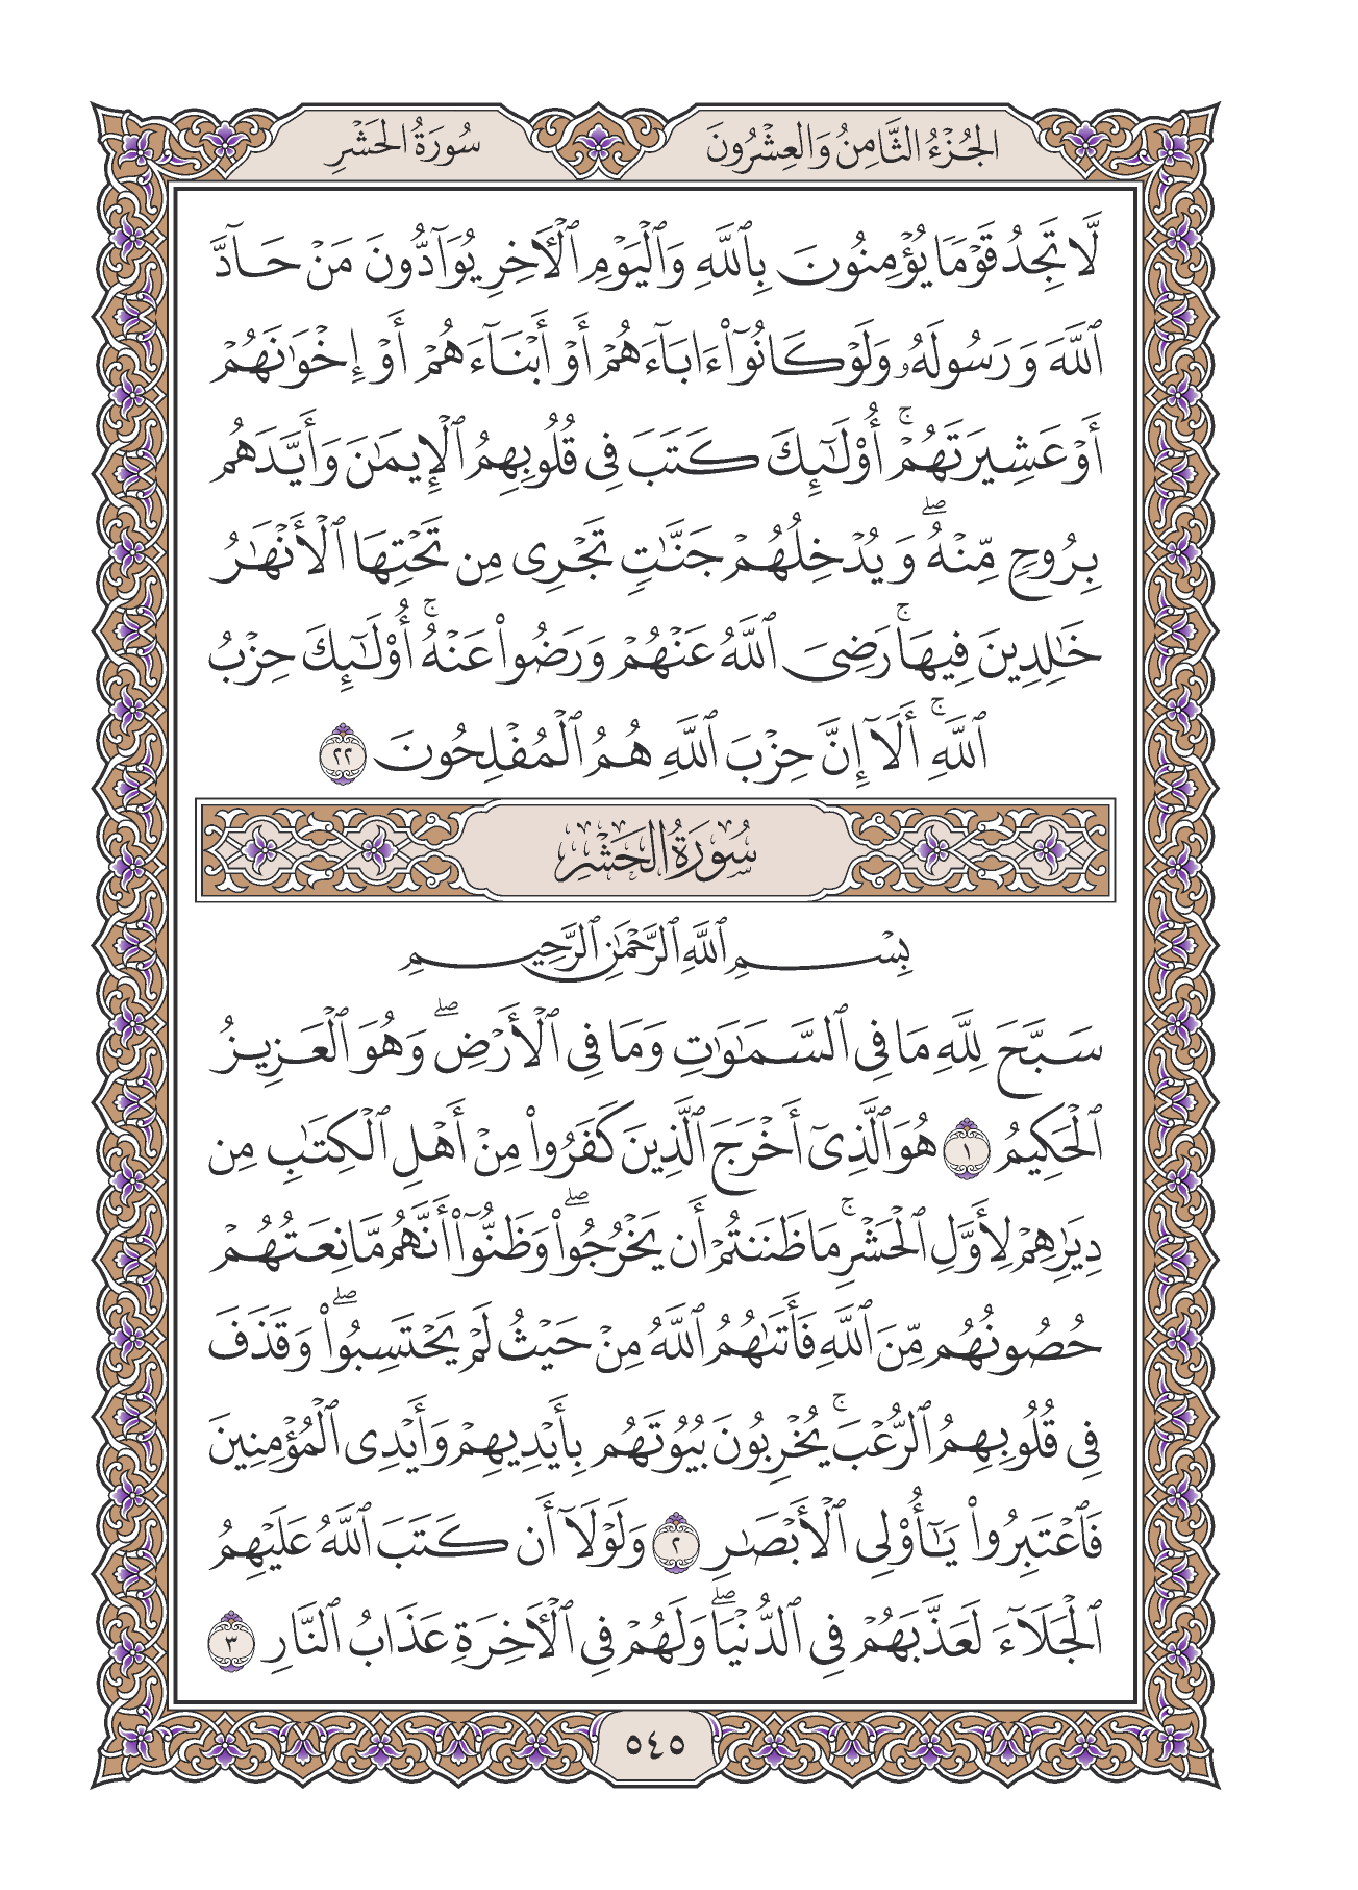 الجُزْءُ الثَّامِنُ وَالعِشْرُونَ
سُورَةُ الحَشْرِ
لَّا تَجِدُ قَوْمًا يُؤْمِنُونَ بِٱللَّهِ وَٱلْيَوْمِ ٱلْءَاخِرِ يُوَآدُّونَ مَنْ حَآدَّ
ٱللَّهَ وَرَسُولَهُۥ وَلَوْ كَانُوٓا۟ ءَابَآءَهُمْ أَوْ أَبْنَآءَهُمْ أَوْ إِخْوَٰنَهُمْ
أَوْ عَشِيرَتَهُمْ ۚ أُو۟لَـٰٓئِكَ كَتَبَ فِى قُلُوبِهِمُ ٱلْإِيمَـٰنَ وَأَيَّدَهُم
بِرُوحٍ مِّنْهُ ۖ وَيُدْخِلُهُمْ جَنَّـٰتٍ تَجْرِى مِن تَحْتِهَا ٱلْأَنْهَـٰرُ
خَـٰلِدِينَ فِيهَا ۚ رَضِىَ ٱللَّهُ عَنْهُمْ وَرَضُوا۟ عَنْهُ ۚ أُو۟لَـٰٓئِكَ حِزْبُ
ٱللَّهِ ۚ أَلَآ إِنَّ حِزْبَ ٱللَّهِ هُمُ ٱلْمُفْلِحُونَ ٢٢
سُورَةُ الحَشْرِ
بِسْمِ ٱللَّهِ ٱلرَّحْمَـٰنِ ٱلرَّحِيمِ
سَبَّحَ لِلَّهِ مَا فِى ٱلسَّمَـٰوَٰتِ وَمَا فِى ٱلْأَرْضِ ۖ وَهُوَ ٱلْعَزِيزُ
ٱلْحَكِيمُ ١ هُوَ ٱلَّذِىٓ أَخْرَجَ ٱلَّذِينَ كَفَرُوا۟ مِنْ أَهْلِ ٱلْكِتَـٰبِ مِن
دِيَـٰرِهِمْ لِأَوَّلِ ٱلْحَشْرِ ۚ مَا ظَنَنتُمْ أَن يَخْرُجُوا۟ ۖ وَظَنُّوٓا۟ أَنَّهُم مَّانِعَتُهُمْ
حُصُونُهُم مِّنَ ٱللَّهِ فَأَتَىٰهُمُ ٱللَّهُ مِنْ حَيْثُ لَمْ يَحْتَسِبُوا۟ ۖ وَقَذَفَ
فِى قُلُوبِهِمُ ٱلرُّعْبَ ۚ يُخْرِبُونَ بُيُوتَهُم بِأَيْدِيهِمْ وَأَيْدِى ٱلْمُؤْمِنِينَ
فَٱعْتَبِرُوا۟ يَـٰٓأُو۟لِى ٱلْأَبْصَـٰرِ ٢ وَلَوْلَآ أَن كَتَبَ ٱللَّهُ عَلَيْهِمُ
ٱلْجَلَآءَ لَعَذَّبَهُمْ فِى ٱلدُّنْيَا ۖ وَلَهُمْ فِى ٱلْءَاخِرَةِ عَذَابُ ٱلنَّارِ ٣
٥٤٥